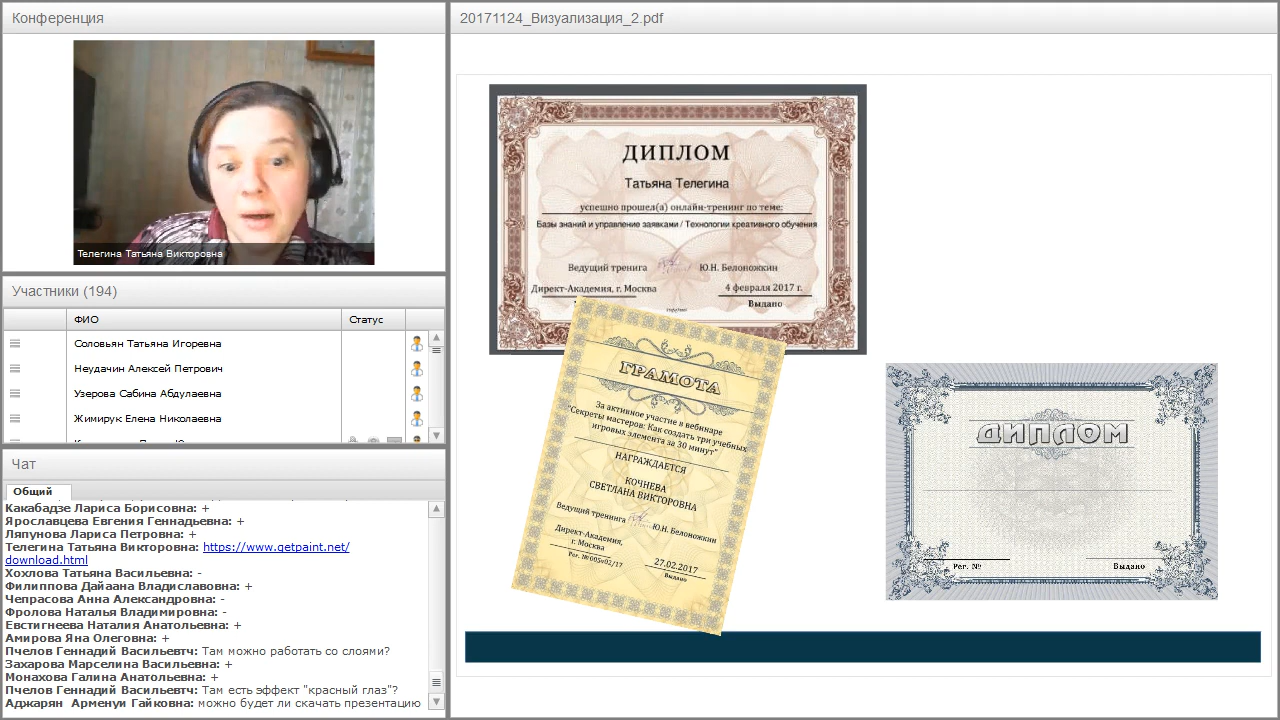 Конференция
Телегина Татьяна Викторовна
Участники (194)
ФИО
Статус
Соловьян Татьяна Игоревна
Неудачин Алексей Петрович
Узерова Сабина Абдулаевна
Жимирук Елена Николаевна
Чат
Общий
Какабадзе Лариса Борисовна: +
Ярославцева Евгения Геннадьевна: +
Ляпунова Лариса Петровна: +
Телегина Татьяна Викторовна: https://www.getpaint.net/
download.html
Хохлова Татьяна Васильевна: -
Филиппова Дайаана Владиславовна: +
Чепрасова Анна Александровна: -
Фролова Наталья Владимировна: -
Евстигнеева Наталия Анатольевна: +
Амирова Яна Олеговна: +
Пчелов Геннадий Васильевтч: Там можно работать со слоями?
Захарова Марселина Васильевна: +
Монахова Галина Анатольевна: +
Пчелов Геннадий Васильевтч: Там есть эффект "красный глаз"?
Аджарян Арменуи Гайковна: можно будет ли скачать презентацию
20171124_Визуализация_2.pdf
ДИПЛОМ
Татьяна Телегина
успешно прошел(а) онлайн-тренинг по теме:
Базы знаний и управление заявками / Технологии креативного обучения
Ведущий тренинга Ю.Н. Белоножкин
Директ-Академия, г. Москва 4 февраля 2017 г.
Выдано
ГРАМОТА
За активное участие в вебинаре
"Секреты мастеров: Как создать три учебных
игровых элемента за 30 минут"
НАГРАЖДАЕТСЯ
КОЧНЕВА
СВЕТЛАНА ВИКТОРОВНА
Ведущий тренинга Ю.Н. Белоножкин
Директ-Академия,
г. Москва
27.02.2017
Рег. №005в02/17
Выдано
ДИПЛОМ
Рег. №
Выдано